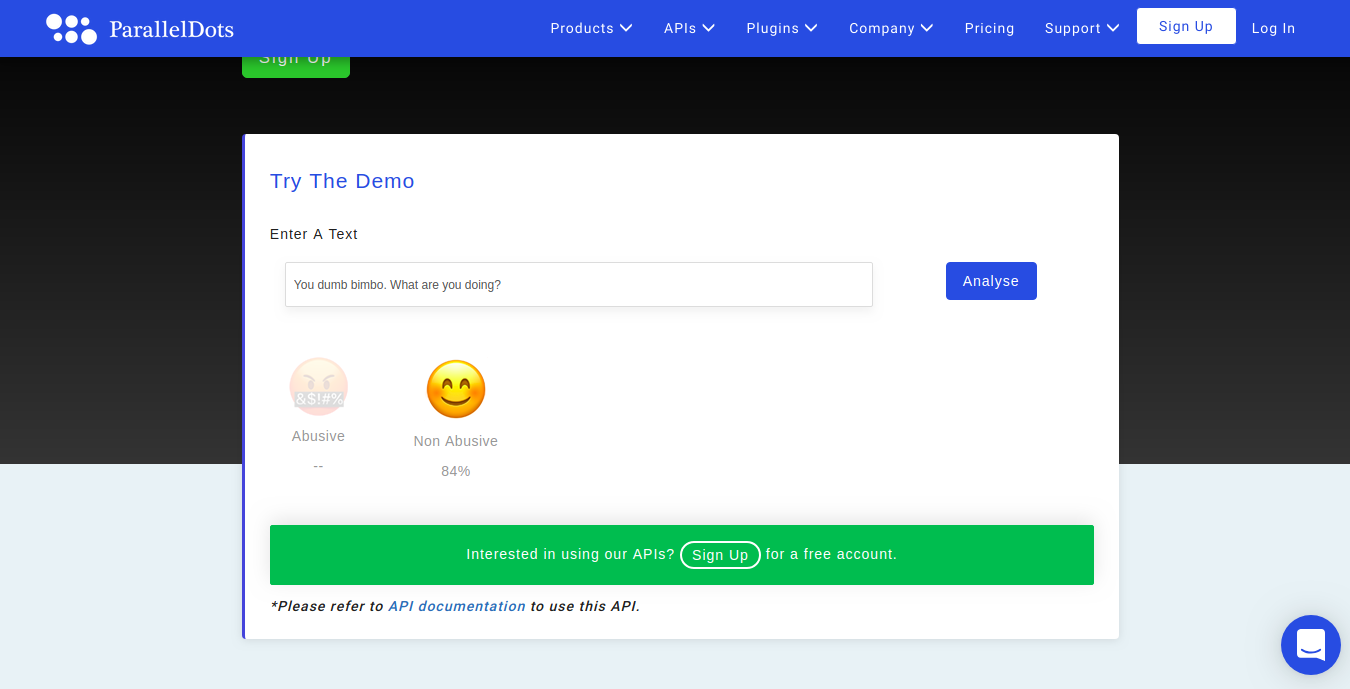 ParallelDots
Products APIs Plugins Company Pricing Support Sign Up Log In
Sign Up
Try The Demo
Enter A Text
You dumb bimbo. What are you doing?
Analyse
&$!#%
Abusive
Non Abusive
--
84%
Interested in using our APIs? Sign Up for a free account.
*Please refer to API documentation to use this API.